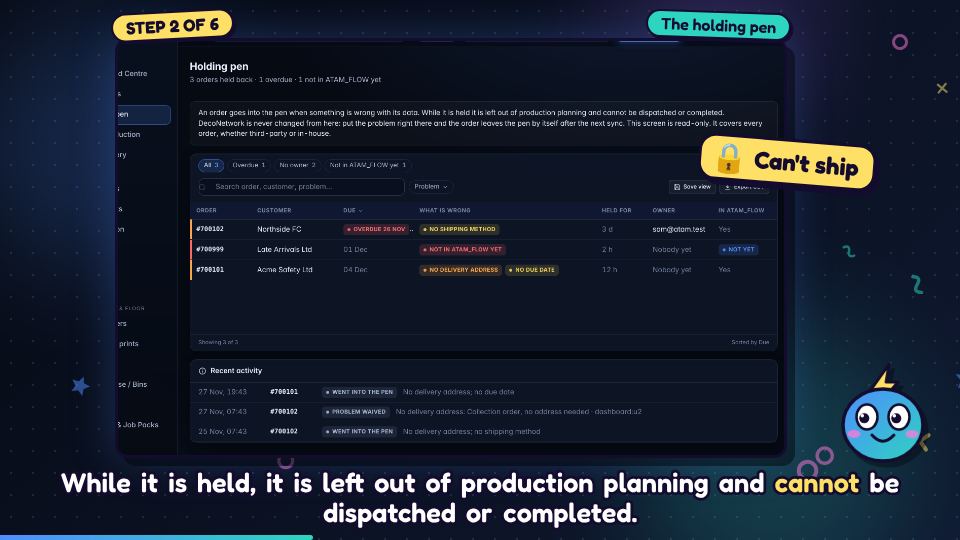 STEP 2 OF 6
The holding pen
Holding pen
3 orders held back · 1 overdue · 1 not in ATAM_FLOW yet
d Centre
s
pen
uction
ory
s
rs
on
& FLOOR
ers
prints
se / Bins
& Job Packs
An order goes into the pen when something is wrong with its data. While it is held it is left out of production planning and cannot be dispatched or completed.
DecoNetwork is never changed from here: put the problem right there and the order leaves the pen by itself after the next sync. This screen is read-only. It covers every
order, whether third-party or in-house.
🔒 Can't ship
All 3 Overdue 1 No owner 2 Not in ATAM_FLOW yet 1
Search order, customer, problem... Problem Save view
ORDER CUSTOMER DUE WHAT IS WRONG HELD FOR OWNER IN ATAM_FLOW
#700102 Northside FC OVERDUE 26 NOV .. NO SHIPPING METHOD 3 d sam@atam.test Yes
#700999 Late Arrivals Ltd 01 Dec NOT IN ATAM_FLOW YET 2 h Nobody yet NOT YET
#700101 Acme Safety Ltd 04 Dec NO DELIVERY ADDRESS NO DUE DATE 12 h Nobody yet Yes
Showing 3 of 3 Sorted by Due
Recent activity
27 Nov, 19:43 #700101 WENT INTO THE PEN No delivery address; no due date
27 Nov, 07:43 #700102 PROBLEM WAIVED No delivery address: Collection order, no address needed · dashboard:u2
25 Nov, 07:43 #700102 WENT INTO THE PEN No delivery address; no shipping method
While it is held, it is left out of production planning and cannot be
dispatched or completed.